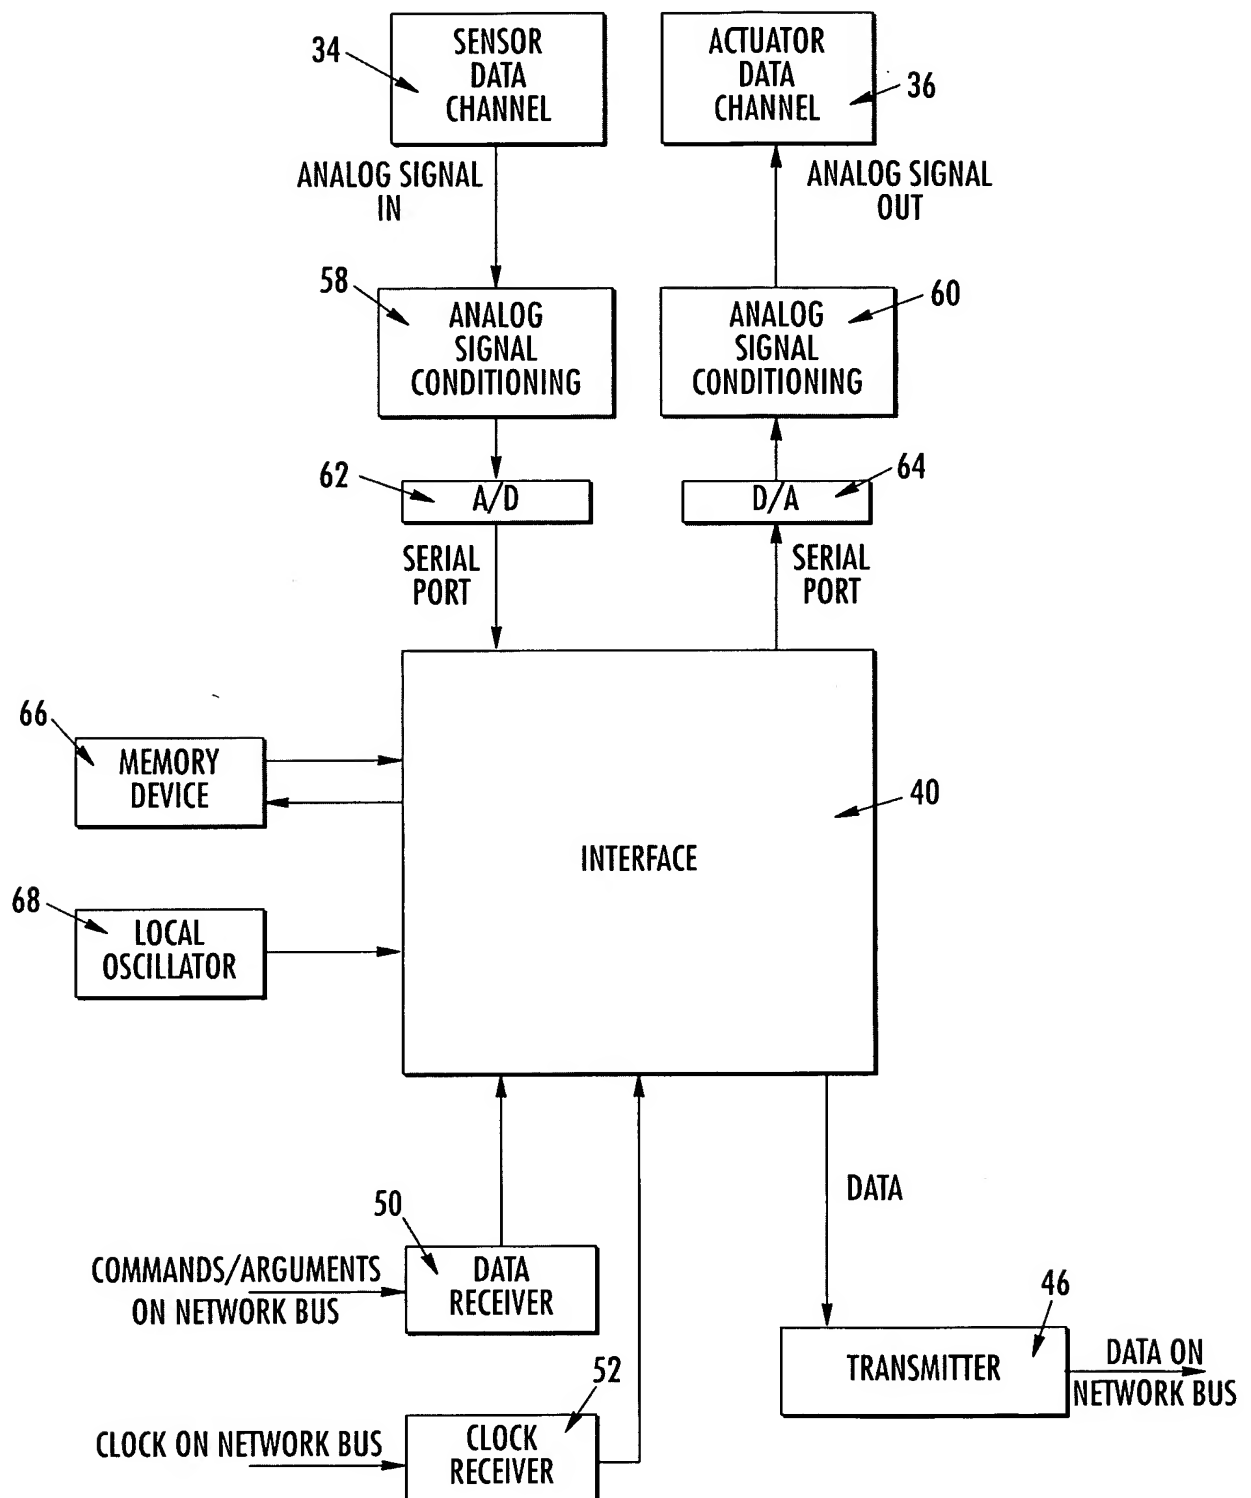 34
SENSOR
DATA
CHANNEL
ACTUATOR
DATA
CHANNEL
36
ANALOG SIGNAL
IN
ANALOG SIGNAL
OUT
58
ANALOG
SIGNAL
CONDITIONING
ANALOG
SIGNAL
CONDITIONING
60
62
A/D
D/A
64
SERIAL
PORT
SERIAL
PORT
66
MEMORY
DEVICE
40
INTERFACE
68
LOCAL
OSCILLATOR
DATA
50
COMMANDS/ARGUMENTS
ON NETWORK BUS
DATA
RECEIVER
46
TRANSMITTER
DATA ON
NETWORK BUS
52
CLOCK ON NETWORK BUS
CLOCK
RECEIVER